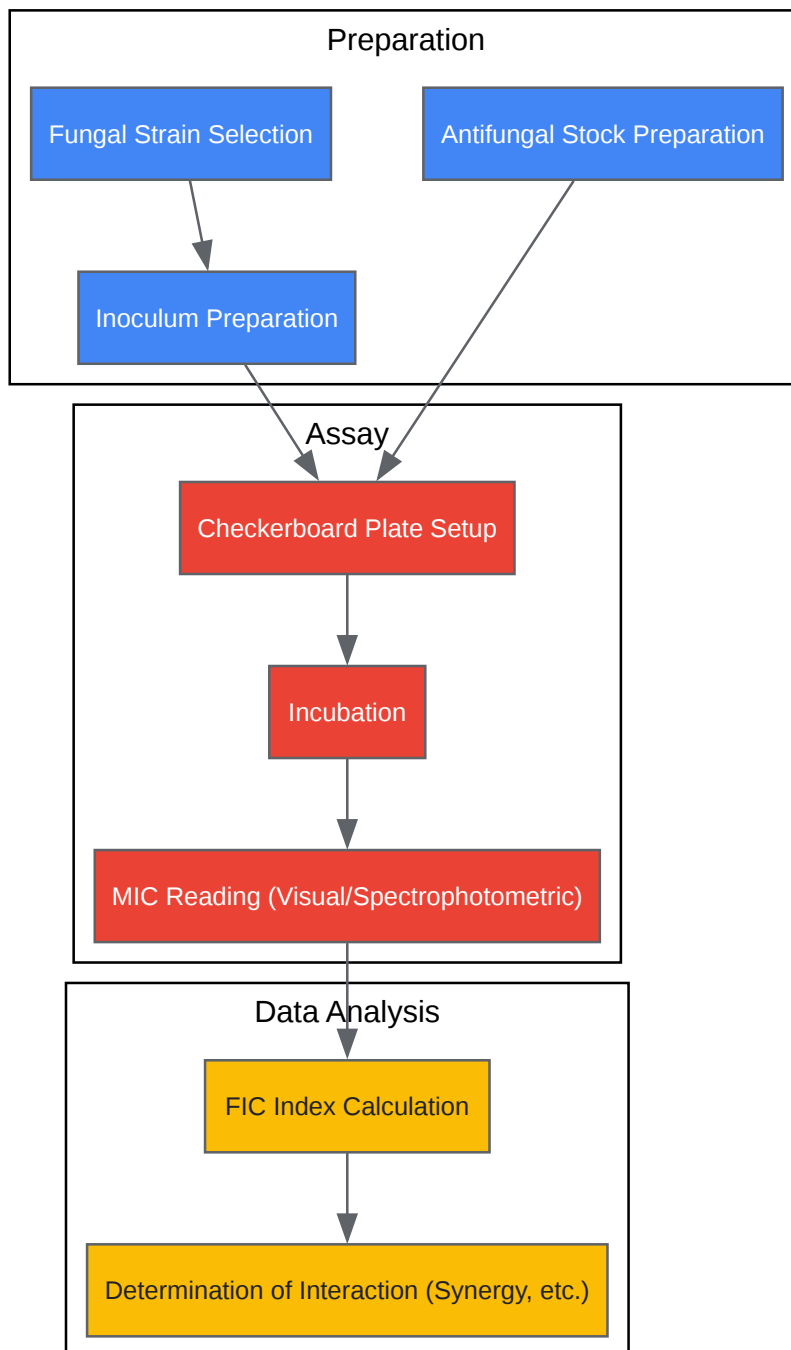 Preparation
Fungal Strain Selection
Antifungal Stock Preparation
Inoculum Preparation
Assay
Checkerboard Plate Setup
Incubation
MIC Reading (Visual/Spectrophotometric)
Data Analysis
FIC Index Calculation
Determination of Interaction (Synergy, etc.)